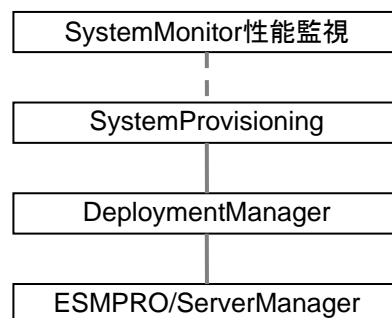 SystemMonitor性能監視
SystemProvisioning
DeploymentManager
ESMPRO/ServerManager